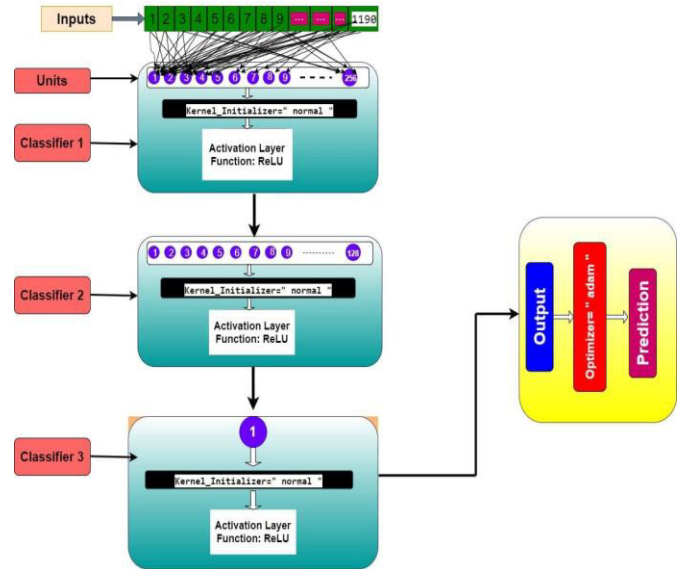 Inputs
1 2 3 4 5 6 7 8 9 ... ... ... 1190
Units
1 2 3 4 5 6 7 8 9 256
Kernel_Initializer=" normal "
Classifier 1
Activation Layer
Function: ReLU
1 2 3 4 5 6 7 8 9 128
Classifier 2
Kernel_Initializer=" normal "
Activation Layer
Function: ReLU
Output
Optimizer= " adam "
Prediction
1
Classifier 3
Kernel_Initializer=" normal "
Activation Layer
Function: ReLU